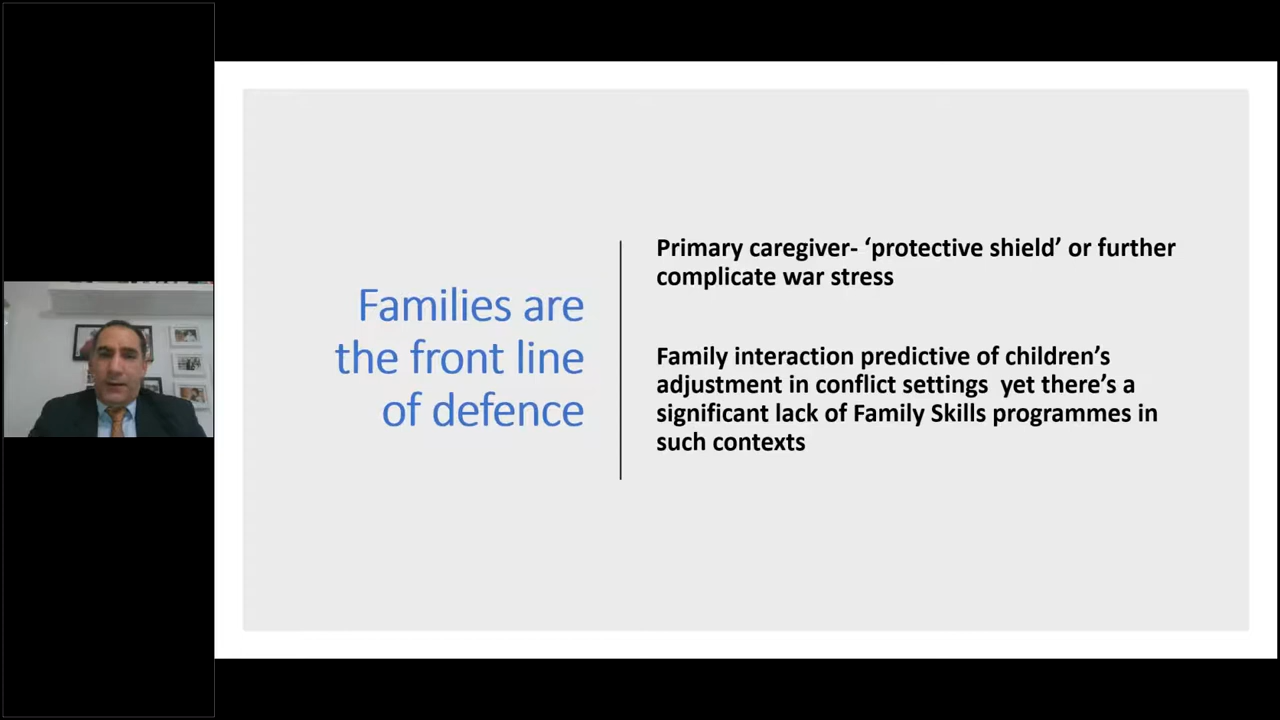 Families are
the front line
of defence
Primary caregiver- ‘protective shield’ or further
complicate war stress
Family interaction predictive of children’s
adjustment in conflict settings  yet there’s a
significant lack of Family Skills programmes in
such contexts